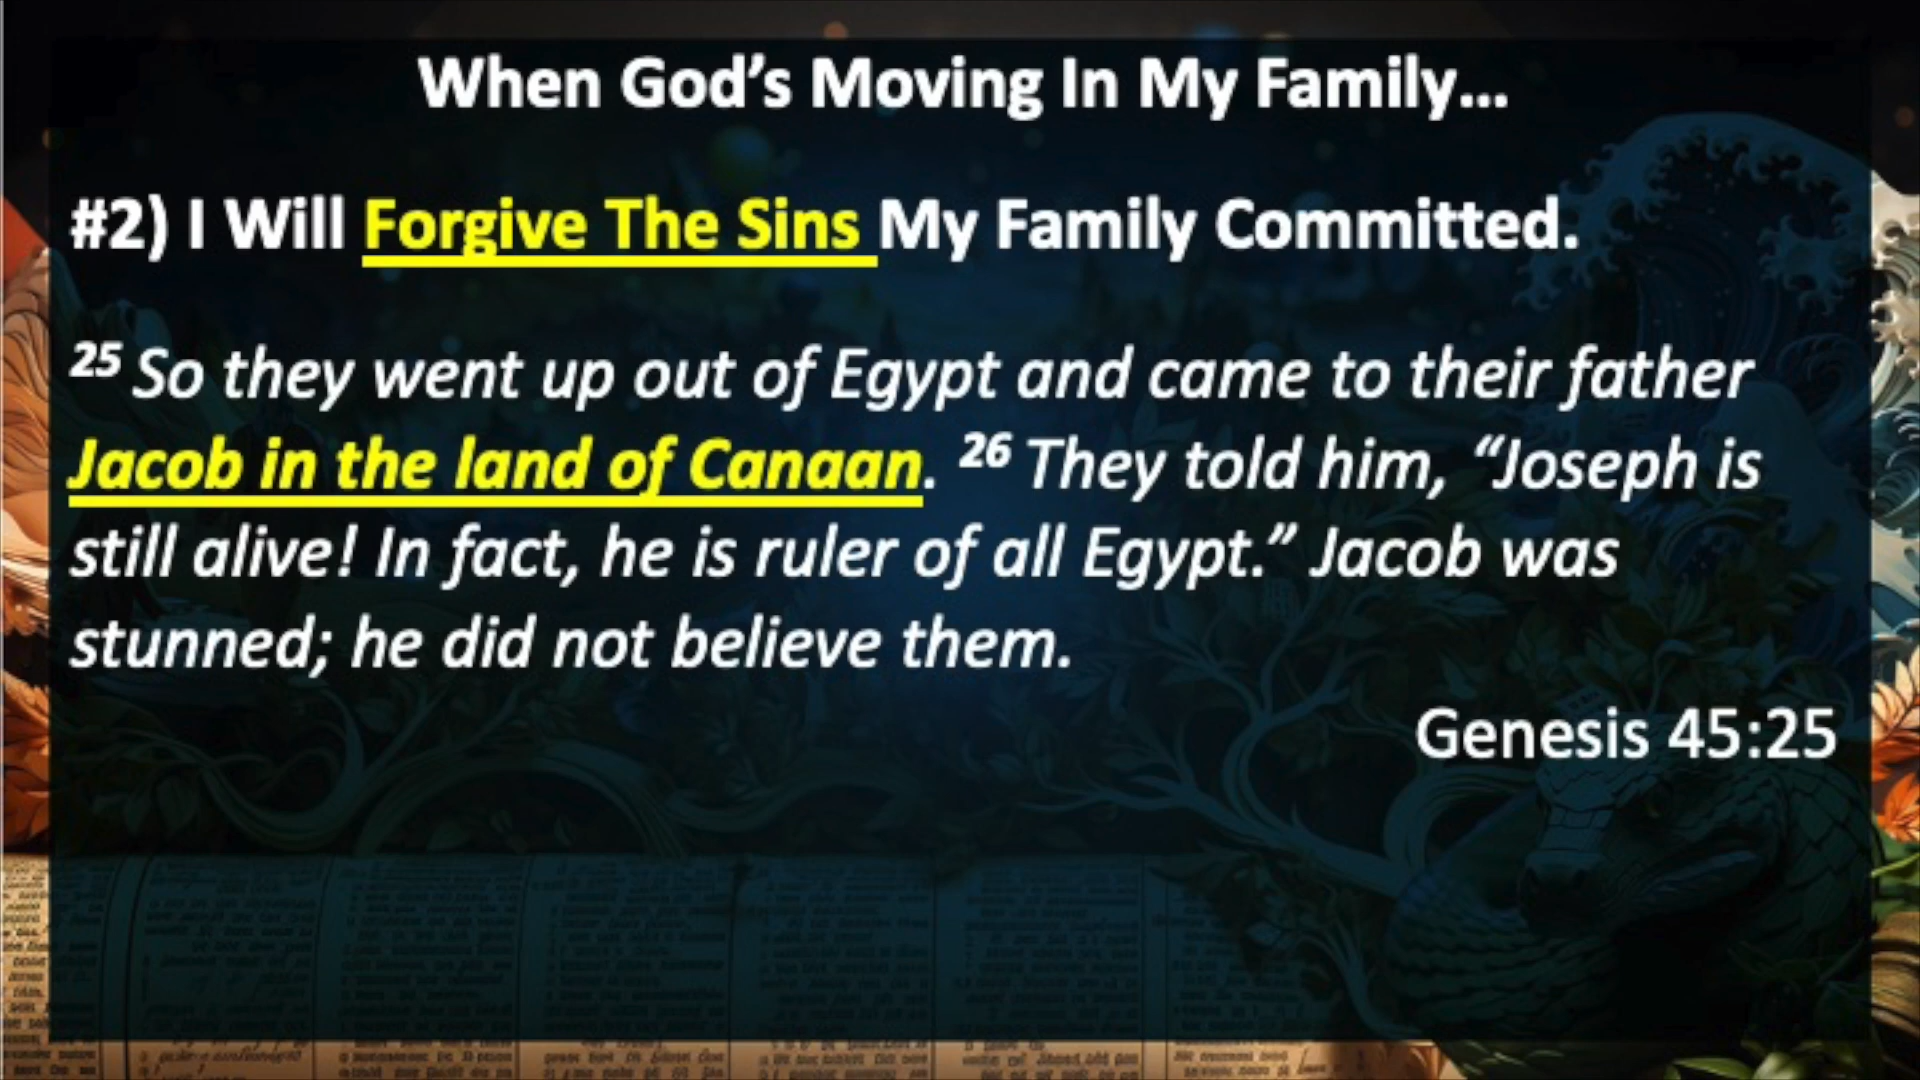 When God’s Moving In My Family...
#2) I Will Forgive The Sins My Family Committed.
25 So they went up out of Egypt and came to their father
Jacob in the land of Canaan. 26 They told him, “Joseph is
still alive! In fact, he is ruler of all Egypt.” Jacob was
stunned; he did not believe them.
Genesis 45:25